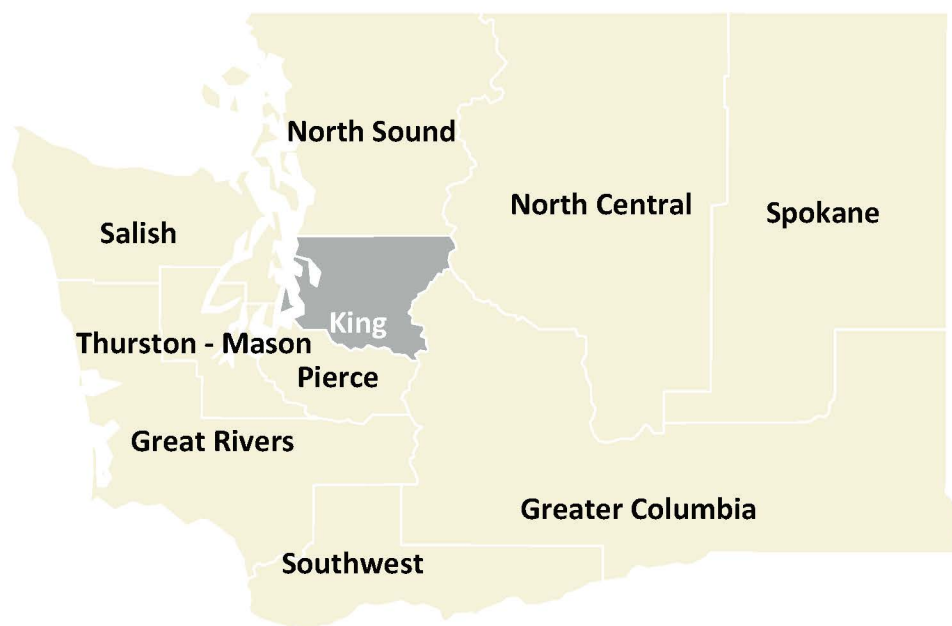 North Sound
North Central
Spokane
Salish
King
Thurston - Mason
Pierce
Great Rivers
Greater Columbia
Southwest